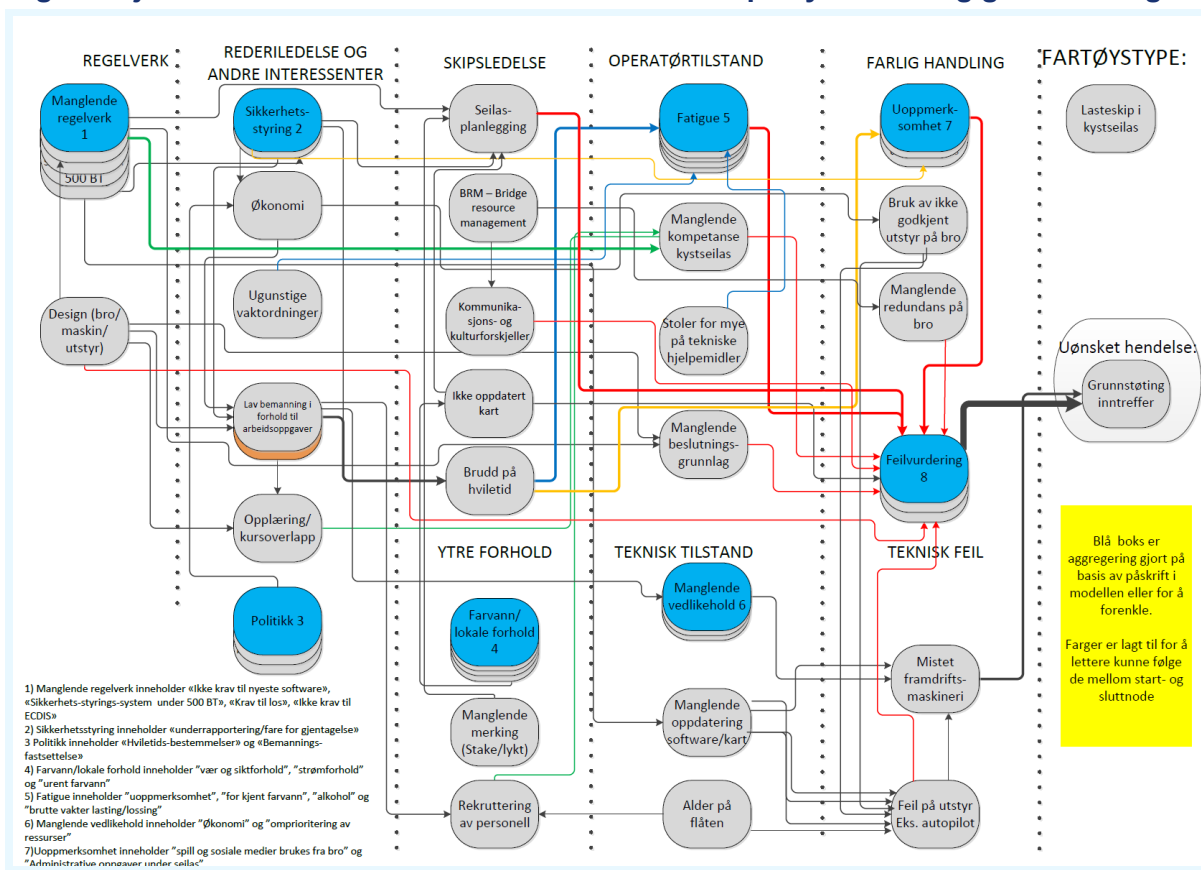 REGELVERK
REDERILEDELSE OG
ANDRE INTERESSENTER
SKIPSLEDELSE
OPERATØRTILSTAND
FARLIG HANDLING
FARTØYSTYPE:
Manglende
regelverk
1
500 BT
Sikkerhets-
styring 2
Seilas-
planlegging
Fatigue 5
Uoppmerk-
somhet 7
Lasteskip i
kystseilas
Økonomi
BRM – Bridge
resource
management
Manglende
kompetanse
kystseilas
Bruk av ikke
godkjent
utstyr på bro
Design (bro/
maskin/
utstyr)
Ugunstige
vaktordninger
Kommunika-
sjons- og
kulturforskjeller
Stoler for mye
på tekniske
hjelpemidler
Manglende
redundans på
bro
Uønsket hendelse:
Grunnstøting
inntreffer
Lav bemanning i
forhold til
arbeidsoppgaver
Ikke oppdatert
kart
Manglende
beslutnings-
grunnlag
Feilvurdering
8
Brudd på
hviletid
Opplæring/
kursoverlapp
YTRE FORHOLD
TEKNISK TILSTAND
TEKNISK FEIL
Politikk 3
Farvann/
lokale forhold
4
Manglende
vedlikehold 6
Mistet
framdrifts-
maskineri
Manglende
merking
(Stake/lykt)
Manglende
oppdatering
software/kart
Rekruttering
av personell
Alder på
flåten
Feil på utstyr
Eks. autopilot
Blå boks er
aggregering gjort på
basis av påskrift i
modellen eller for å
forenkle.
Farger er lagt til for å
lettere kunne følge
de mellom start- og
sluttnode
1) Manglende regelverk inneholder «Ikke krav til nyeste software»,
«Sikkerhets-styrings-system under 500 BT», «Krav til los», «Ikke krav til
ECDIS»
2) Sikkerhetsstyring inneholder «underrapportering/fare for gjentagelse»
3 Politikk inneholder «Hviletids-bestemmelser» og «Bemannings-
fastsettelse»
4) Farvann/lokale forhold inneholder "vær og siktforhold", "strømforhold"
og "urent farvann"
5) Fatigue inneholder "uoppmerksomhet", "for kjent farvann", "alkohol" og
"brutte vakter lasting/lossing"
6) Manglende vedlikehold inneholder "Økonomi" og "omprioritering av
ressurser"
7)Uoppmerksomhet inneholder "spill og sosiale medier brukes fra bro" og
"Administrative oppgaver under seilas"